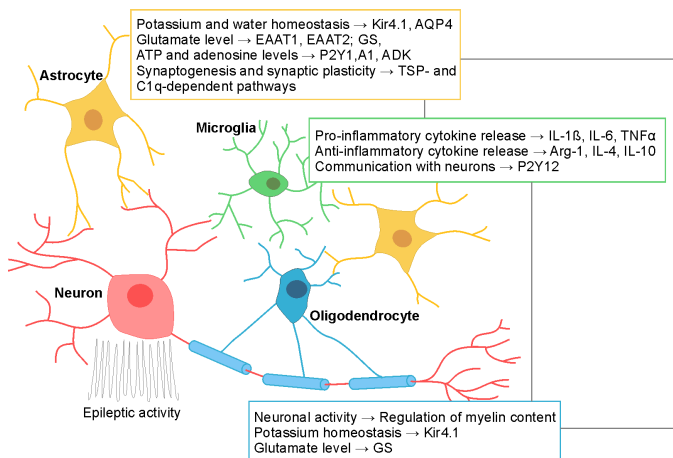 Potassium and water homeostasis → Kir4.1, AQP4
Glutamate level → EAAT1, EAAT2; GS,
ATP and adenosine levels → P2Y1,A1, ADK
Synaptogenesis and synaptic plasticity → TSP- and
C1q-dependent pathways
Astrocyte
Microglia
Pro-inflammatory cytokine release → IL-1ß, IL-6, TNFα
Anti-inflammatory cytokine release → Arg-1, IL-4, IL-10
Communication with neurons → P2Y12
Neuron
Oligodendrocyte
Epileptic activity
Neuronal activity → Regulation of myelin content
Potassium homeostasis → Kir4.1
Glutamate level → GS